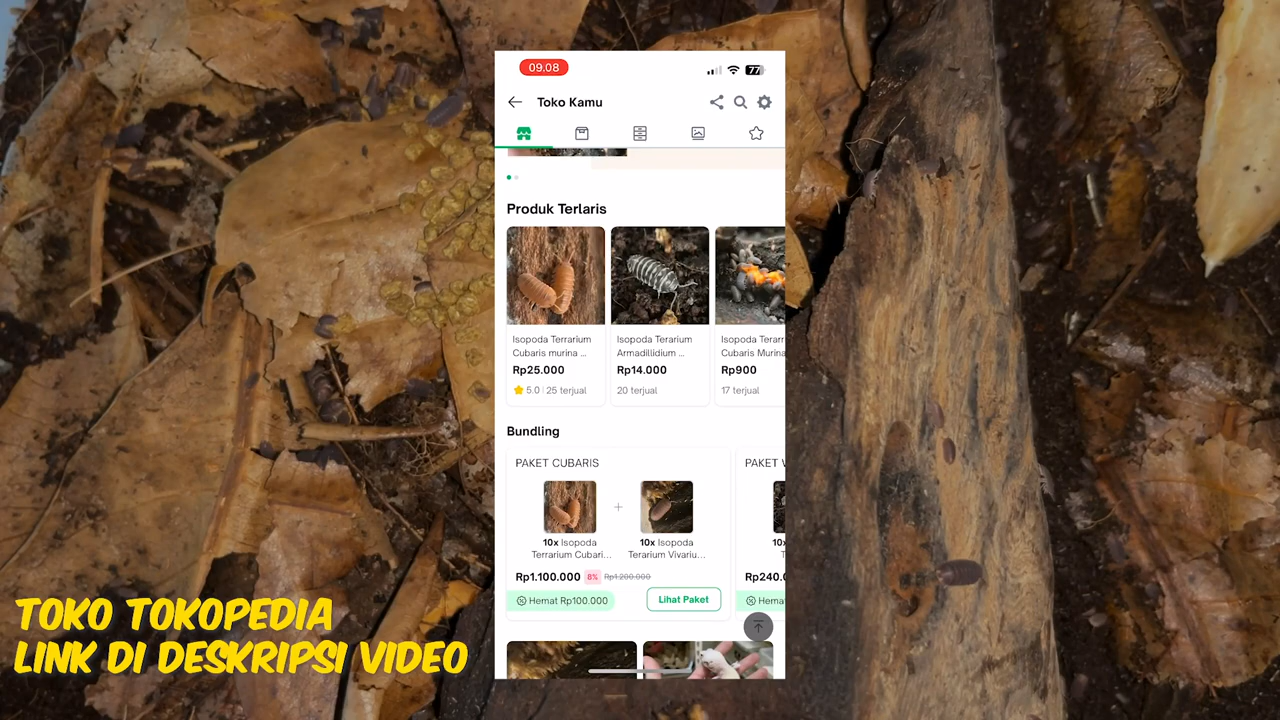 09.08
77
Toko Kamu
Produk Terlaris
Isopoda Terrarium
Cubaris murina ...
Rp25.000
5.0 | 25 terjual
Isopoda Terarium
Armadillidium ...
Rp14.000
20 terjual
Isopoda Terarr
Cubaris Murina
Rp900
17 terjual
Bundling
PAKET CUBARIS
10x Isopoda
Terrarium Cubari...
+
10x Isopoda
Terarium Vivariu...
Rp1.100.000 8% Rp1.200.000
Hemat Rp100.000
Lihat Paket
PAKET
10x
Rp240.0
Hemat
TOKO TOKOPEDIA
LINK DI DESKRIPSI VIDEO